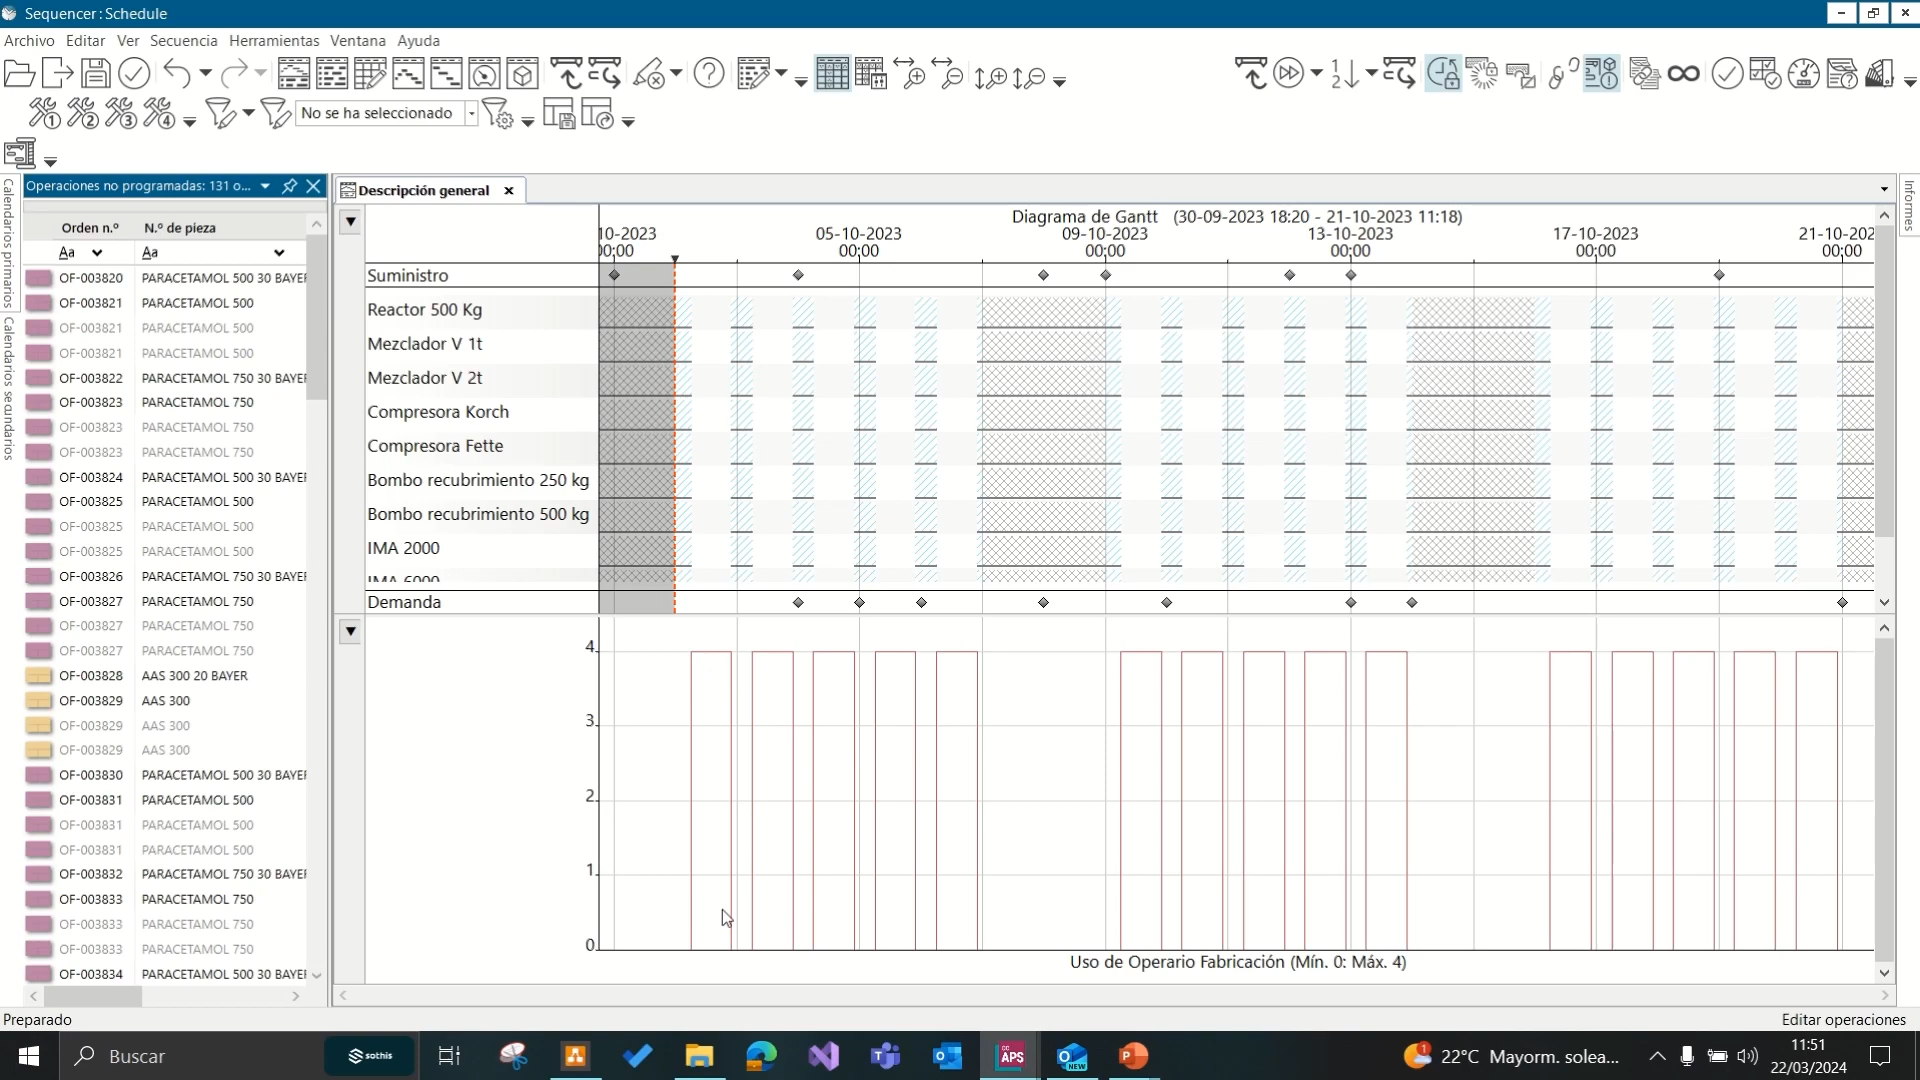 Sequencer : Schedule
Archivo Editar Ver Secuencia Herramientas Ventana Ayuda
1 2 3 4 No se ha seleccionado
Calendarios primarios
Calendarios secundarios
Operaciones no programadas: 131 o...
Orden n.º N.º de pieza
Aa Aa
OF-003820 PARACETAMOL 500 30 BAYER
OF-003821 PARACETAMOL 500
OF-003821 PARACETAMOL 500
OF-003821 PARACETAMOL 500
OF-003822 PARACETAMOL 750 30 BAYER
OF-003823 PARACETAMOL 750
OF-003823 PARACETAMOL 750
OF-003823 PARACETAMOL 750
OF-003824 PARACETAMOL 500 30 BAYER
OF-003825 PARACETAMOL 500
OF-003825 PARACETAMOL 500
OF-003825 PARACETAMOL 500
OF-003826 PARACETAMOL 750 30 BAYER
OF-003827 PARACETAMOL 750
OF-003827 PARACETAMOL 750
OF-003827 PARACETAMOL 750
OF-003828 AAS 300 20 BAYER
OF-003829 AAS 300
OF-003829 AAS 300
OF-003829 AAS 300
OF-003830 PARACETAMOL 500 30 BAYER
OF-003831 PARACETAMOL 500
OF-003831 PARACETAMOL 500
OF-003831 PARACETAMOL 500
OF-003832 PARACETAMOL 750 30 BAYER
OF-003833 PARACETAMOL 750
OF-003833 PARACETAMOL 750
OF-003833 PARACETAMOL 750
OF-003834 PARACETAMOL 500 30 BAYER
Descripción general
Informes
Diagrama de Gantt (30-09-2023 18:20 - 21-10-2023 11:18)
10-2023 05-10-2023 09-10-2023 13-10-2023 17-10-2023 21-10-202
00:00 00:00 00:00 00:00 00:00 00:00
Suministro
Reactor 500 Kg
Mezclador V 1t
Mezclador V 2t
Compresora Korch
Compresora Fette
Bombo recubrimiento 250 kg
Bombo recubrimiento 500 kg
IMA 2000
IMA 6000
Demanda
4
3
2
1
0
Uso de Operario Fabricación (Mín. 0: Máx. 4)
Preparado Editar operaciones
Buscar sothis CC APS NEW 1 22°C Mayorm. solea... 11:51
22/03/2024